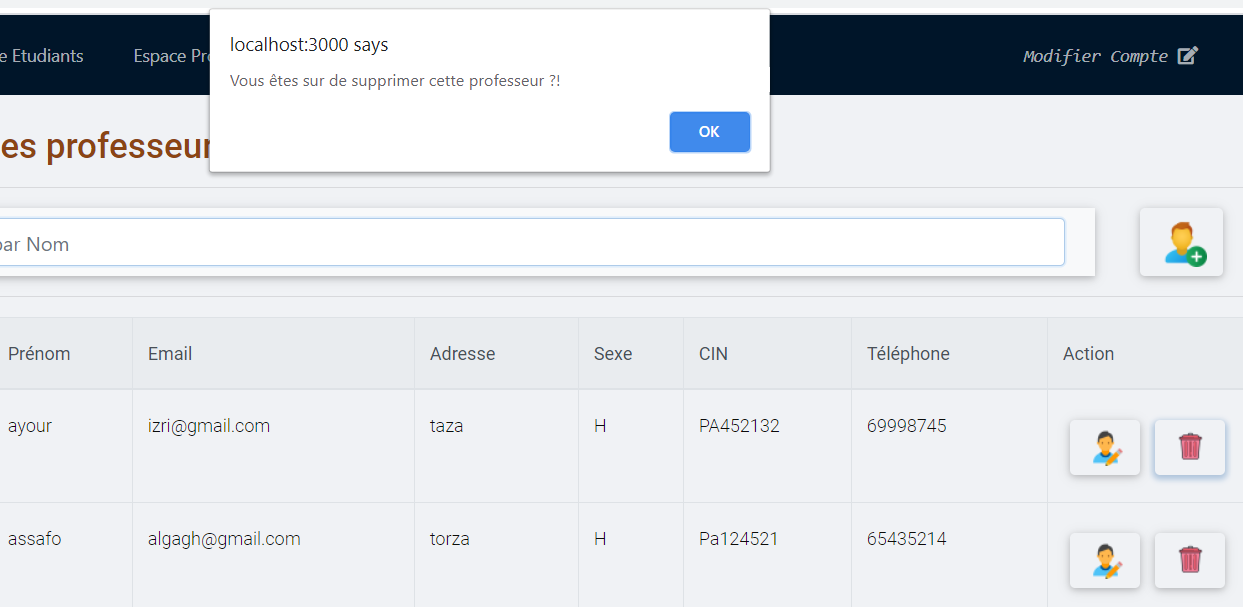 localhost:3000 says
Vous êtes sur de supprimer cette professeur ?!
OK
e Etudiants Espace Pr Modifier Compte
es professeur
par Nom
Prénom Email Adresse Sexe CIN Téléphone Action
ayour izri@gmail.com taza H PA452132 69998745
assafo algagh@gmail.com torza H Pa124521 65435214